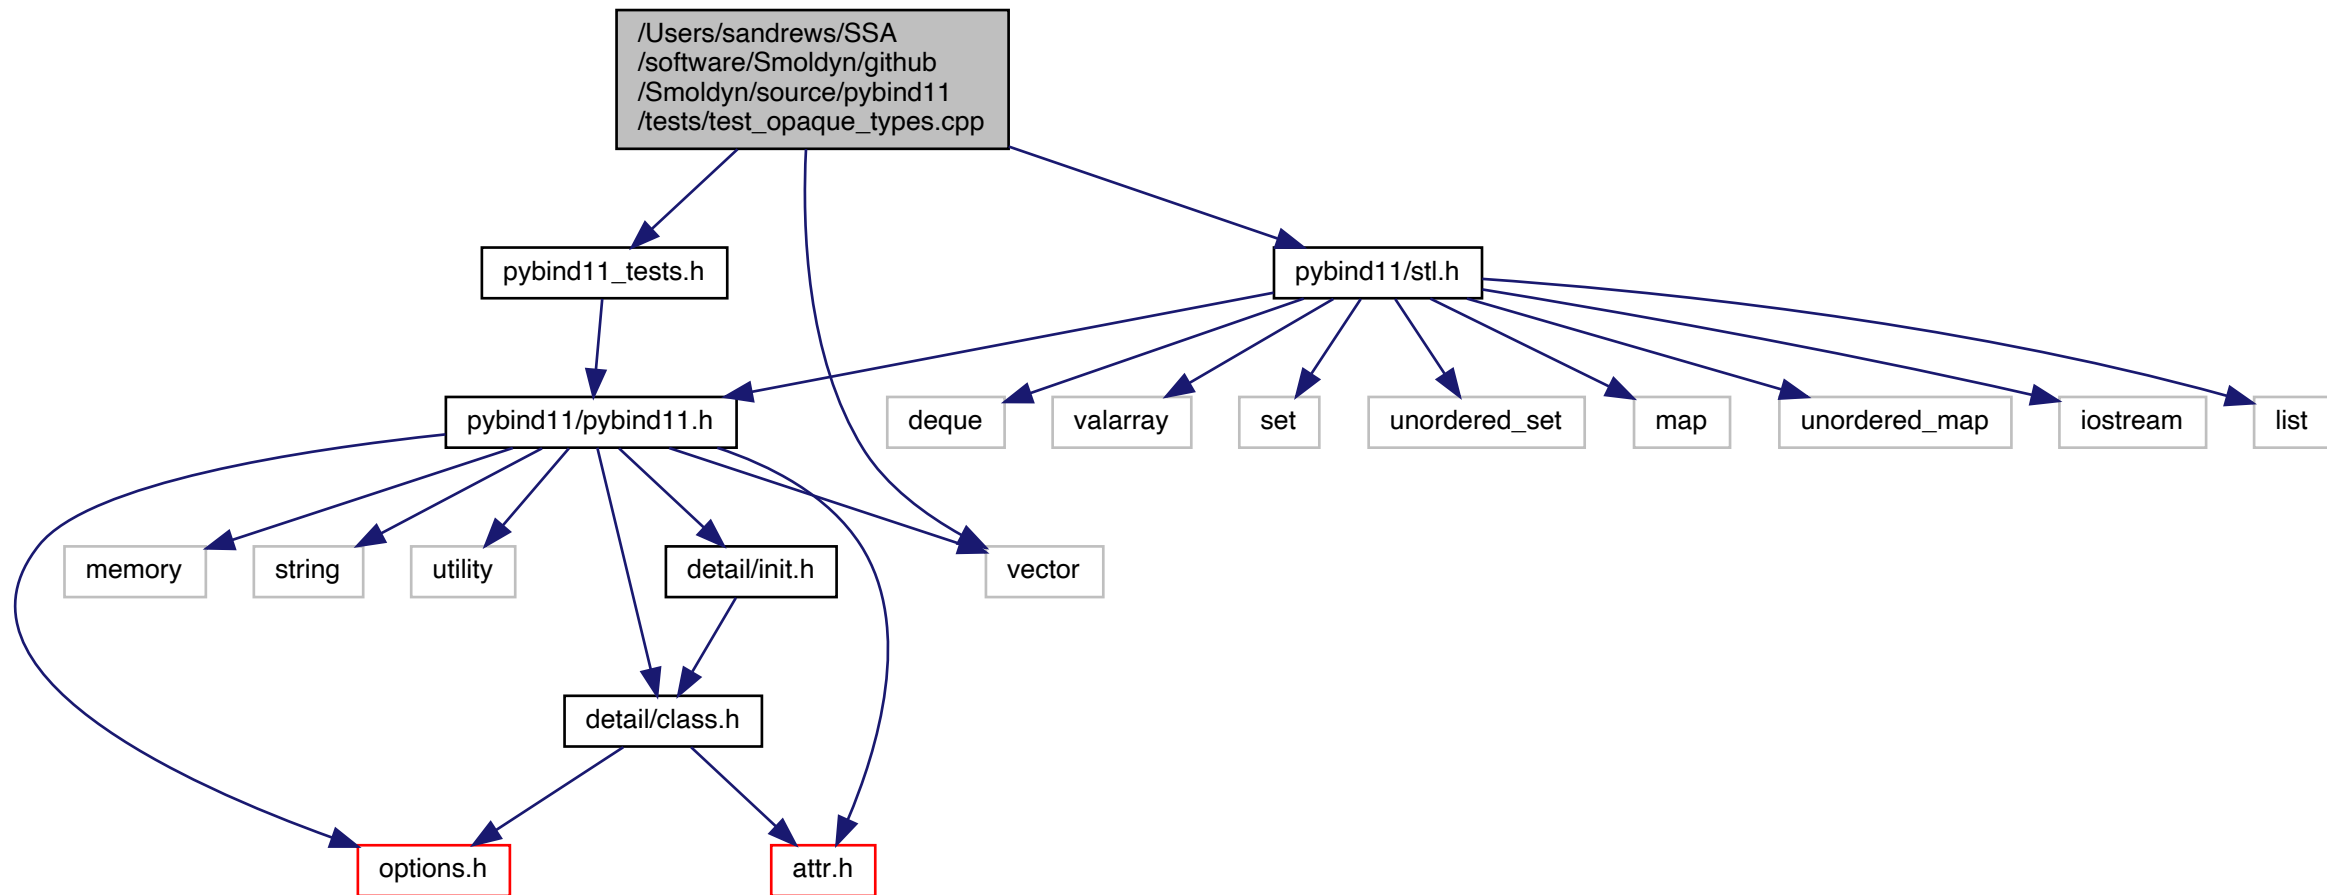 /Users/sandrews/SSA
/software/Smoldyn/github
/Smoldyn/source/pybind11
/tests/test_opaque_types.cpp
pybind11_tests.h
pybind11/stl.h
pybind11/pybind11.h
deque
valarray
set
unordered_set
map
unordered_map
iostream
list
memory
string
utility
detail/init.h
vector
detail/class.h
options.h
attr.h